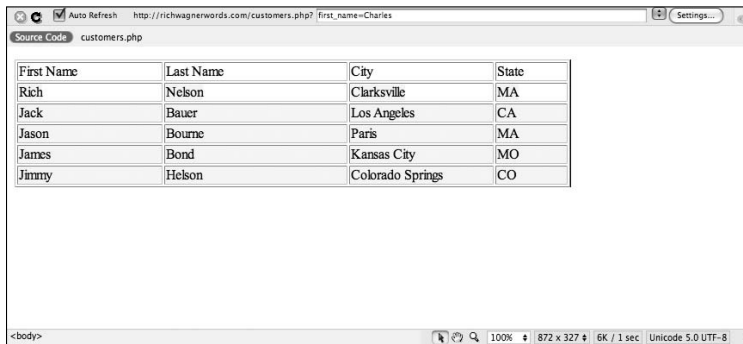 Auto Refresh http://richwagnerwords.com/customers.php? first_name=Charles Settings...
Source Code customers.php
First Name Last Name City State
Rich Nelson Clarksville MA
Jack Bauer Los Angeles CA
Jason Bourne Paris MA
James Bond Kansas City MO
Jimmy Helson Colorado Springs CO
<body> 100% 872 x 327 6K / 1 sec Unicode 5.0 UTF-8